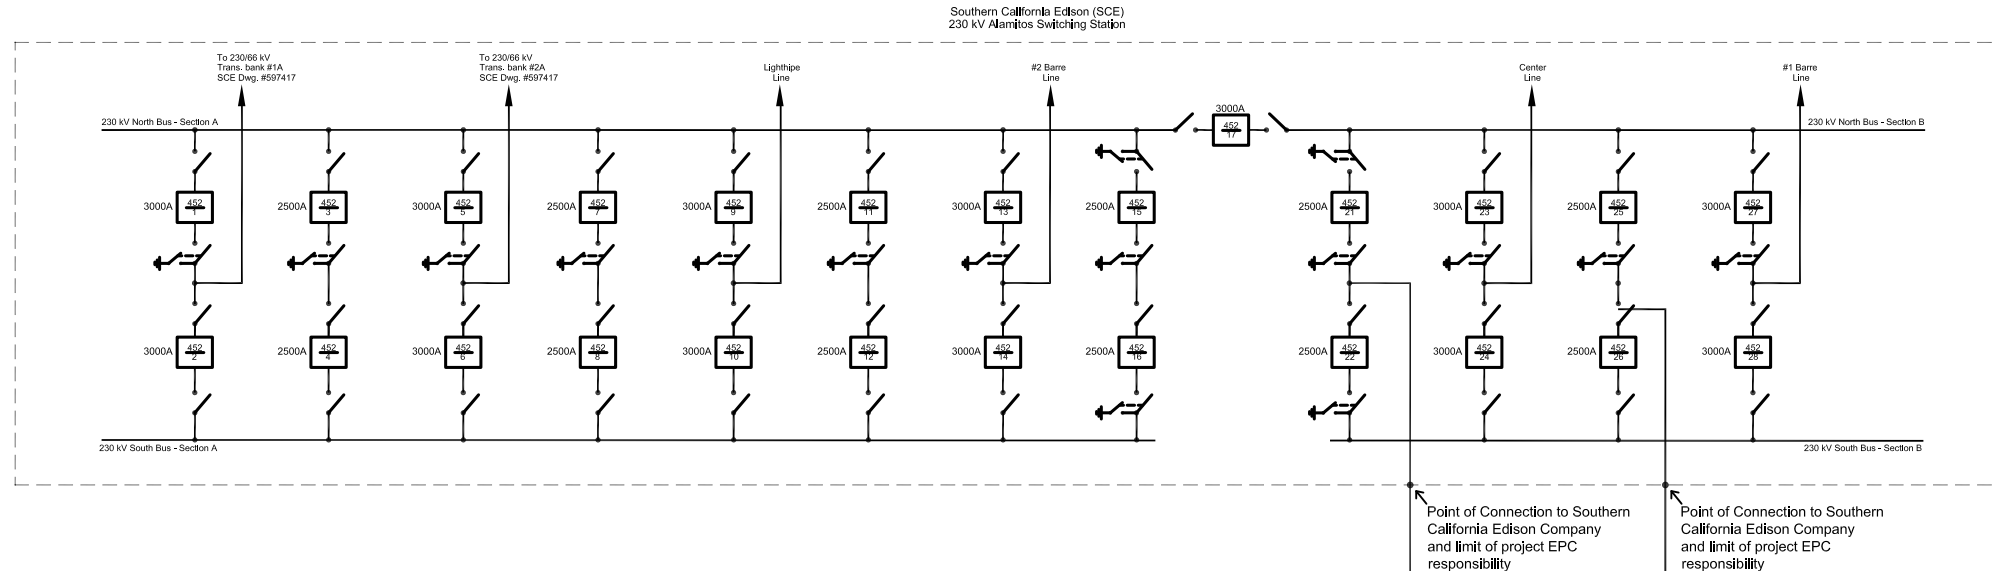 Southern California Edison (SCE)
230 kV Alamitos Switching Station
To 230/66 kV
Trans. bank #1A
SCE Dwg. #597417
To 230/66 kV
Trans. bank #2A
SCE Dwg. #597417
Lighthipe
Line
#2 Barre
Line
Center
Line
#1 Barre
Line
230 kV North Bus - Section A
3000A
452
17
230 kV North Bus - Section B
3000A
452
1
2500A
452
3
3000A
452
5
2500A
452
7
3000A
452
9
2500A
452
11
3000A
452
13
2500A
452
15
2500A
452
21
3000A
452
23
2500A
452
25
3000A
452
27
3000A
452
2
2500A
452
4
3000A
452
6
2500A
452
8
3000A
452
10
2500A
452
12
3000A
452
14
2500A
452
16
2500A
452
22
3000A
452
24
2500A
452
26
3000A
452
28
230 kV South Bus - Section A
230 kV South Bus - Section B
Point of Connection to Southern
California Edison Company
and limit of project EPC
responsibility
Point of Connection to Southern
California Edison Company
and limit of project EPC
responsibility